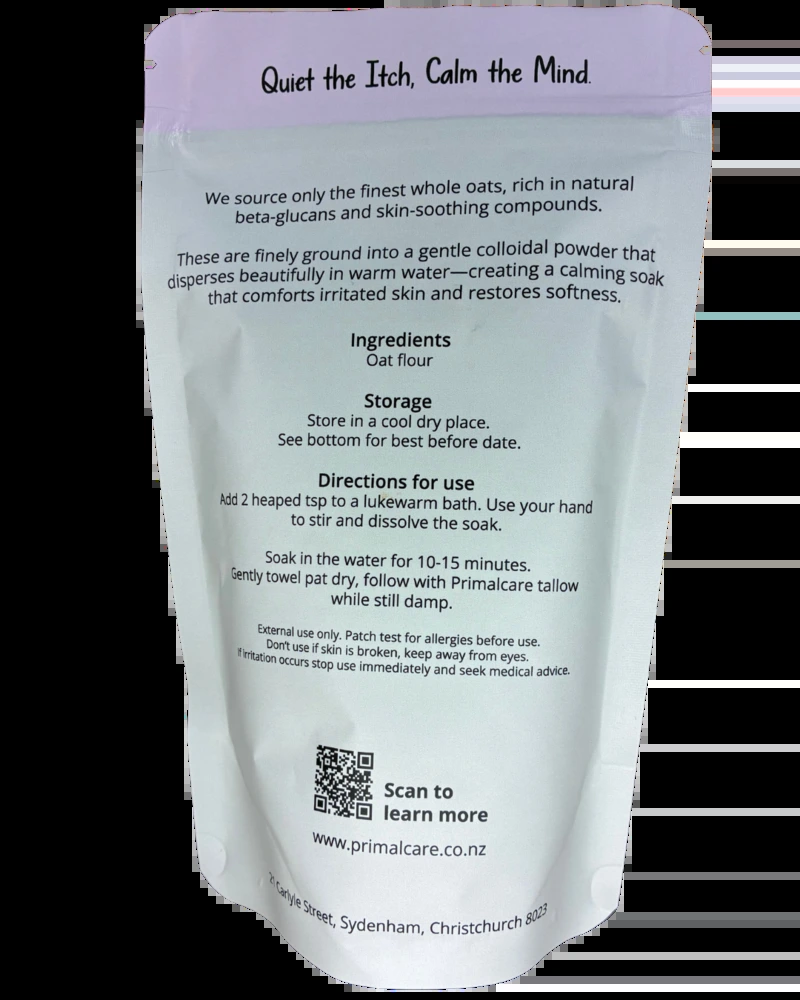 Quiet the Itch, Calm the Mind.
We source only the finest whole oats, rich in natural
beta-glucans and skin-soothing compounds.
These are finely ground into a gentle colloidal powder that
disperses beautifully in warm water—creating a calming soak
that comforts irritated skin and restores softness.
Ingredients
Oat flour
Storage
Store in a cool dry place.
See bottom for best before date.
Directions for use
Add 2 heaped tsp to a lukewarm bath. Use your hand
to stir and dissolve the soak.
Soak in the water for 10-15 minutes.
Gently towel pat dry, follow with Primalcare tallow
while still damp.
External use only. Patch test for allergies before use.
Don't use if skin is broken, keep away from eyes.
If irritation occurs stop use immediately and seek medical advice.
Scan to
learn more
www.primalcare.co.nz
21 Carlyle Street, Sydenham, Christchurch 8023